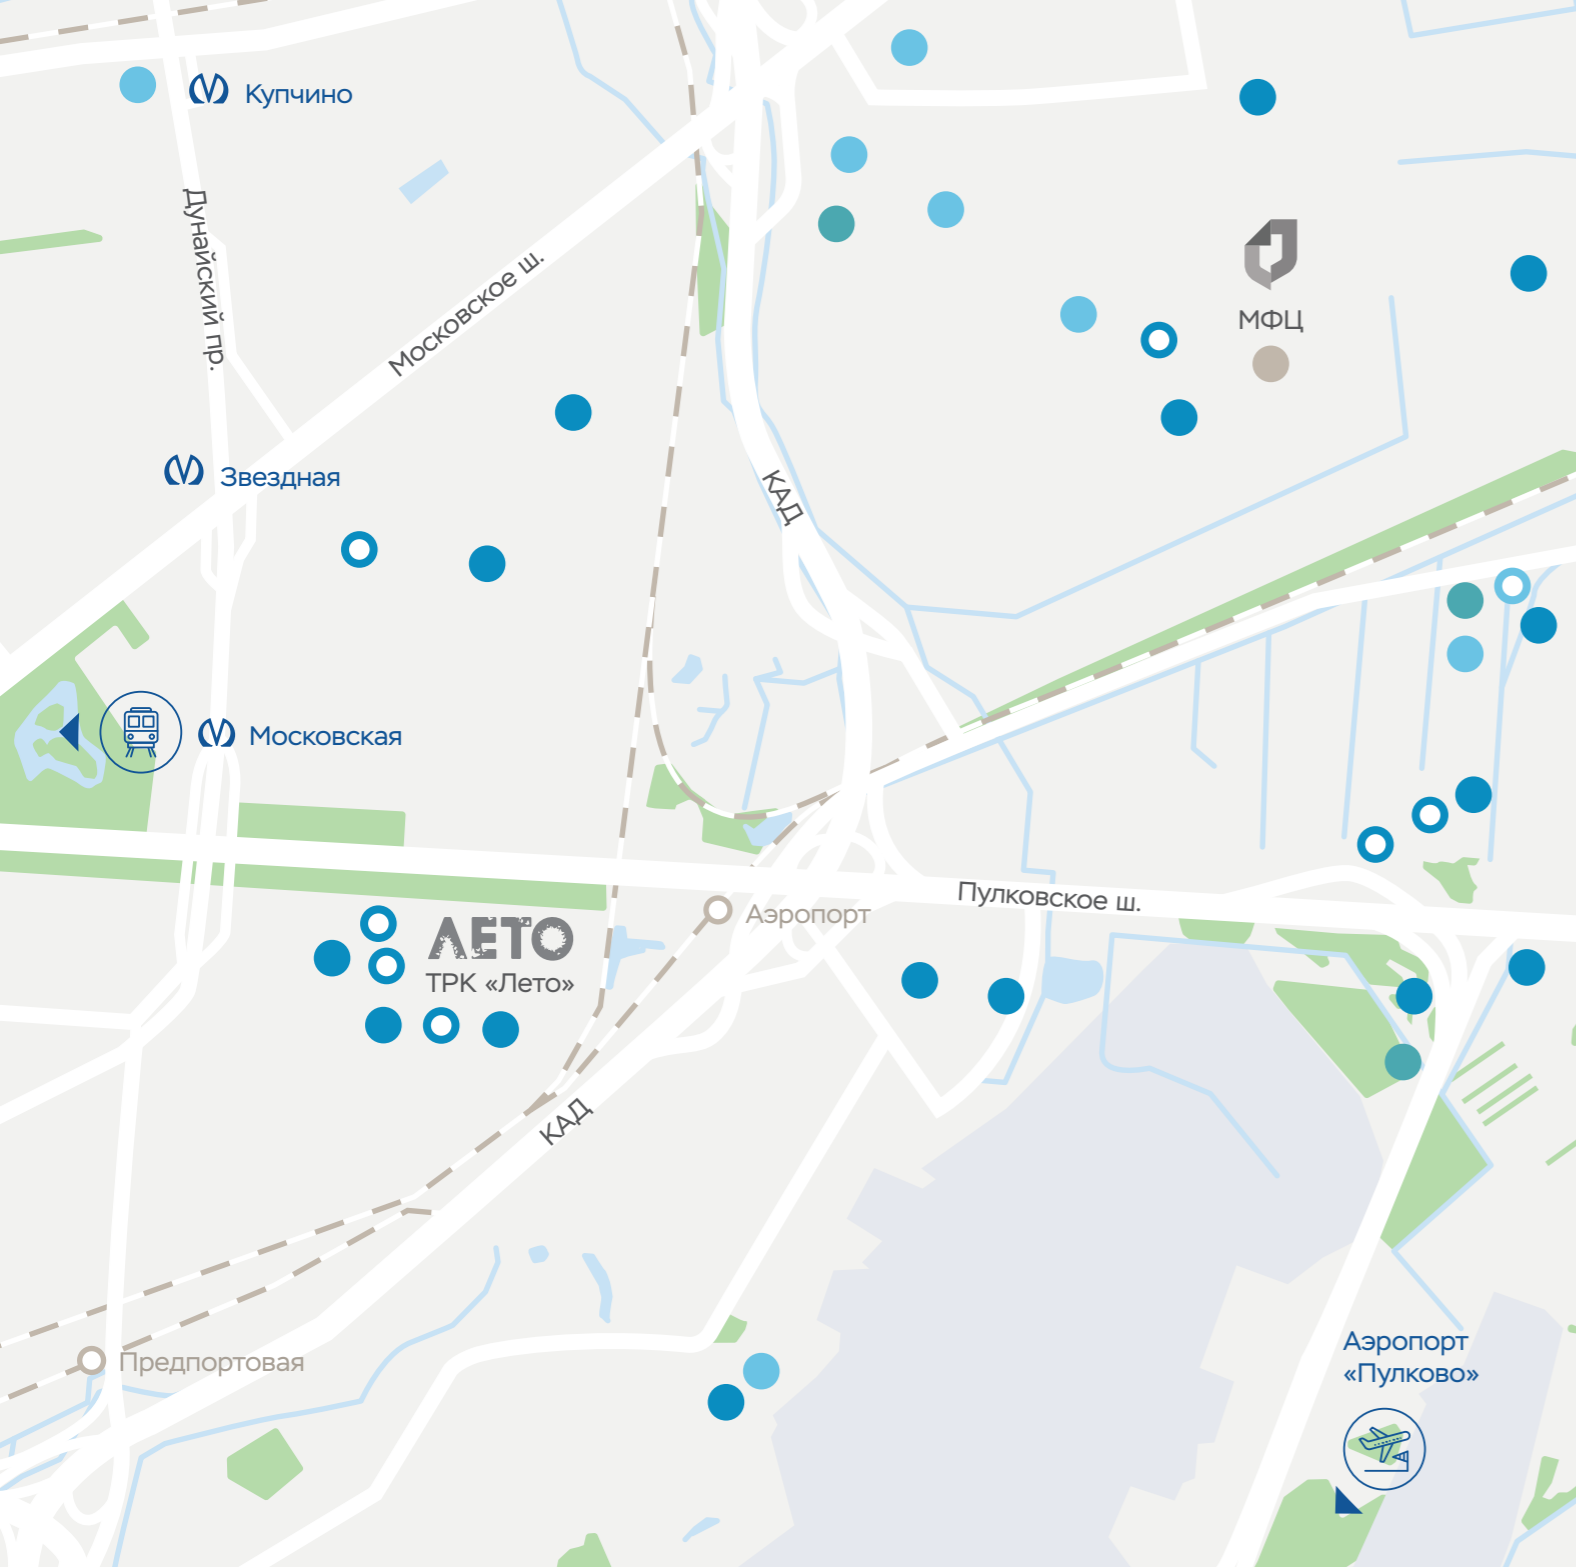 Купчино
Дунайский пр.
Московское ш.
МФЦ
Звездная
КАД
Московская
Пулковское ш.
Аэропорт
ЛЕТО
ТРК «Лето»
КАД
Аэропорт
«Пулково»
Предпортовая